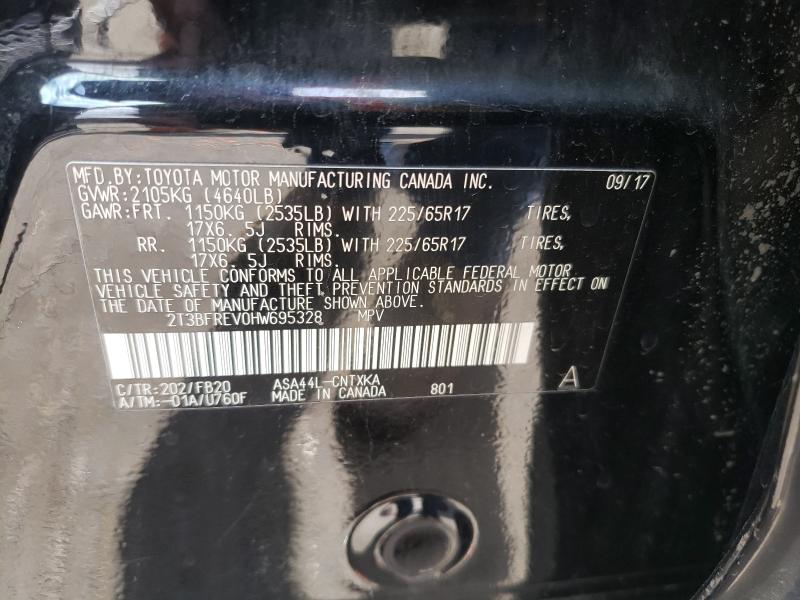 MFD.BY:TOYOTA MOTOR MANUFACTURING CANADA INC. 09/17
GVWR:2105KG (4640LB)
GAWR:FRT. 1150KG (2535LB) WITH 225/65R17 TIRES,
17X6. 5J RIMS.
RR. 1150KG (2535LB) WITH 225/65R17 TIRES,
17X6. 5J RIMS.
THIS VEHICLE CONFORMS TO ALL APPLICABLE FEDERAL MOTOR
VEHICLE SAFETY AND THEFT PREVENTION STANDARDS IN EFFECT ON
THE DATE OF MANUFACTURE SHOWN ABOVE.
2T3BFREV0HW695328 MPV
C/TR:202/FB20 ASA44L-CNTXKA
A/TM:-01A/U760F MADE IN CANADA 801 A